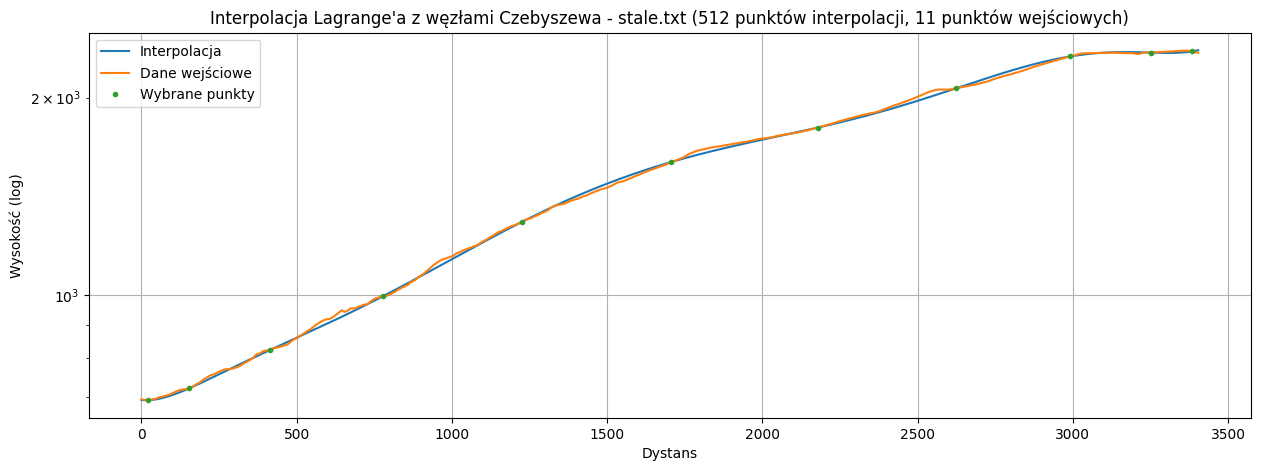 Interpolacja Lagrange'a z węzłami Czebyszewa - stale.txt (512 punktów interpolacji, 11 punktów wejściowych)
Interpolacja
Dane wejściowe
Wybrane punkty
2 × 10³
10³
Wysokość (log)
0 500 1000 1500 2000 2500 3000 3500
Dystans